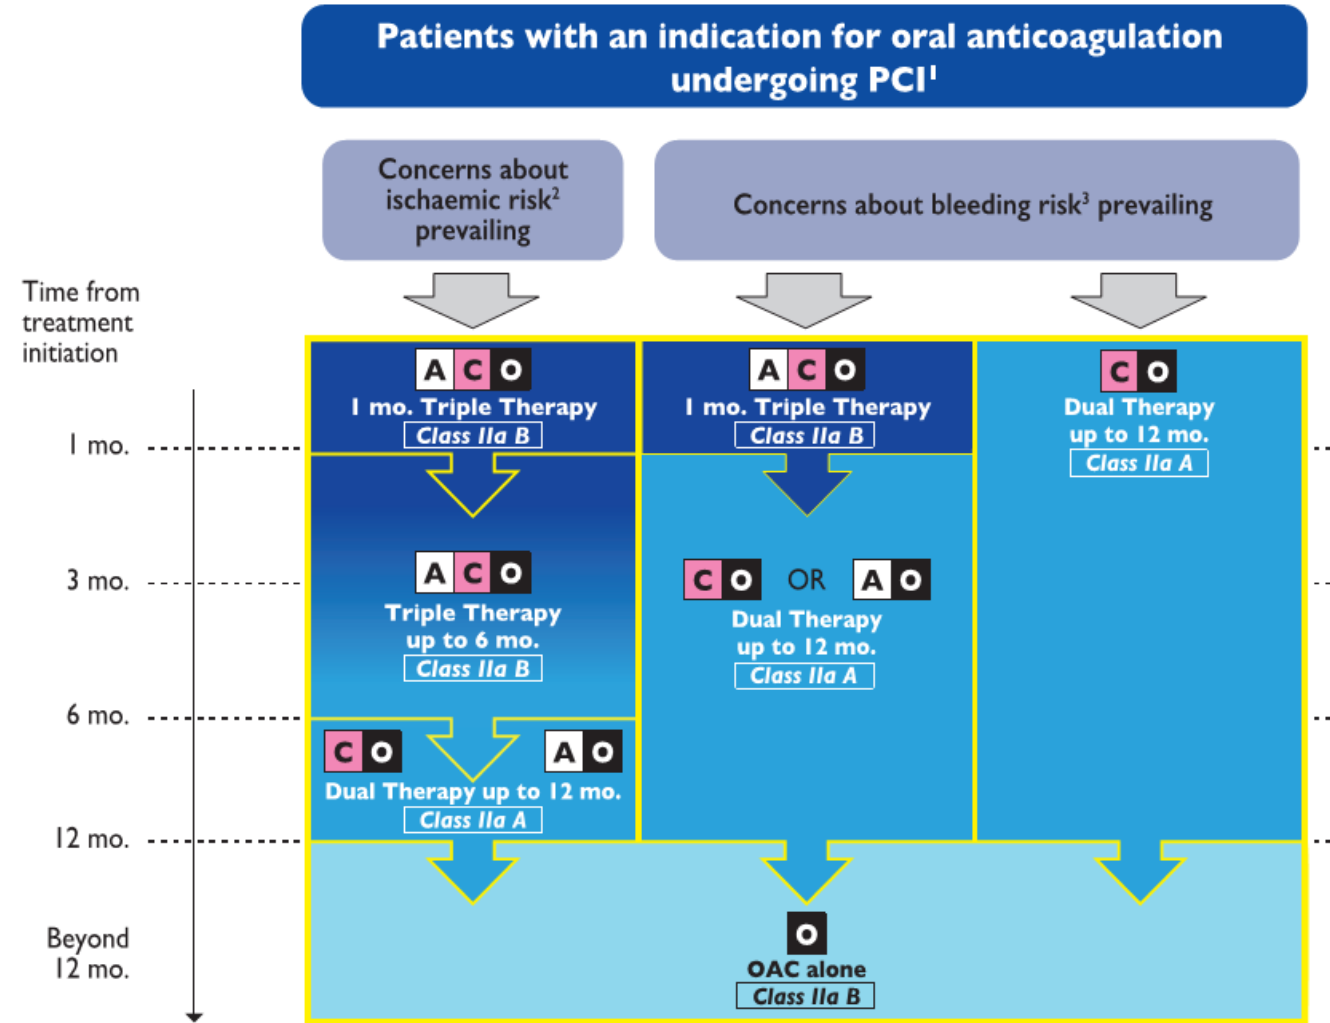 Patients with an indication for oral anticoagulation
undergoing PCI¹
Concerns about
ischaemic risk²
prevailing
Concerns about bleeding risk³ prevailing
Time from
treatment
initiation
A C O
1 mo. Triple Therapy
Class IIa B
A C O
1 mo. Triple Therapy
Class IIa B
C O
Dual Therapy
up to 12 mo.
Class IIa A
1 mo.
3 mo.
A C O
Triple Therapy
up to 6 mo.
Class IIa B
C O OR A O
Dual Therapy
up to 12 mo.
Class IIa A
6 mo.
C O A O
Dual Therapy up to 12 mo.
Class IIa A
12 mo.
Beyond
12 mo.
O
OAC alone
Class IIa B